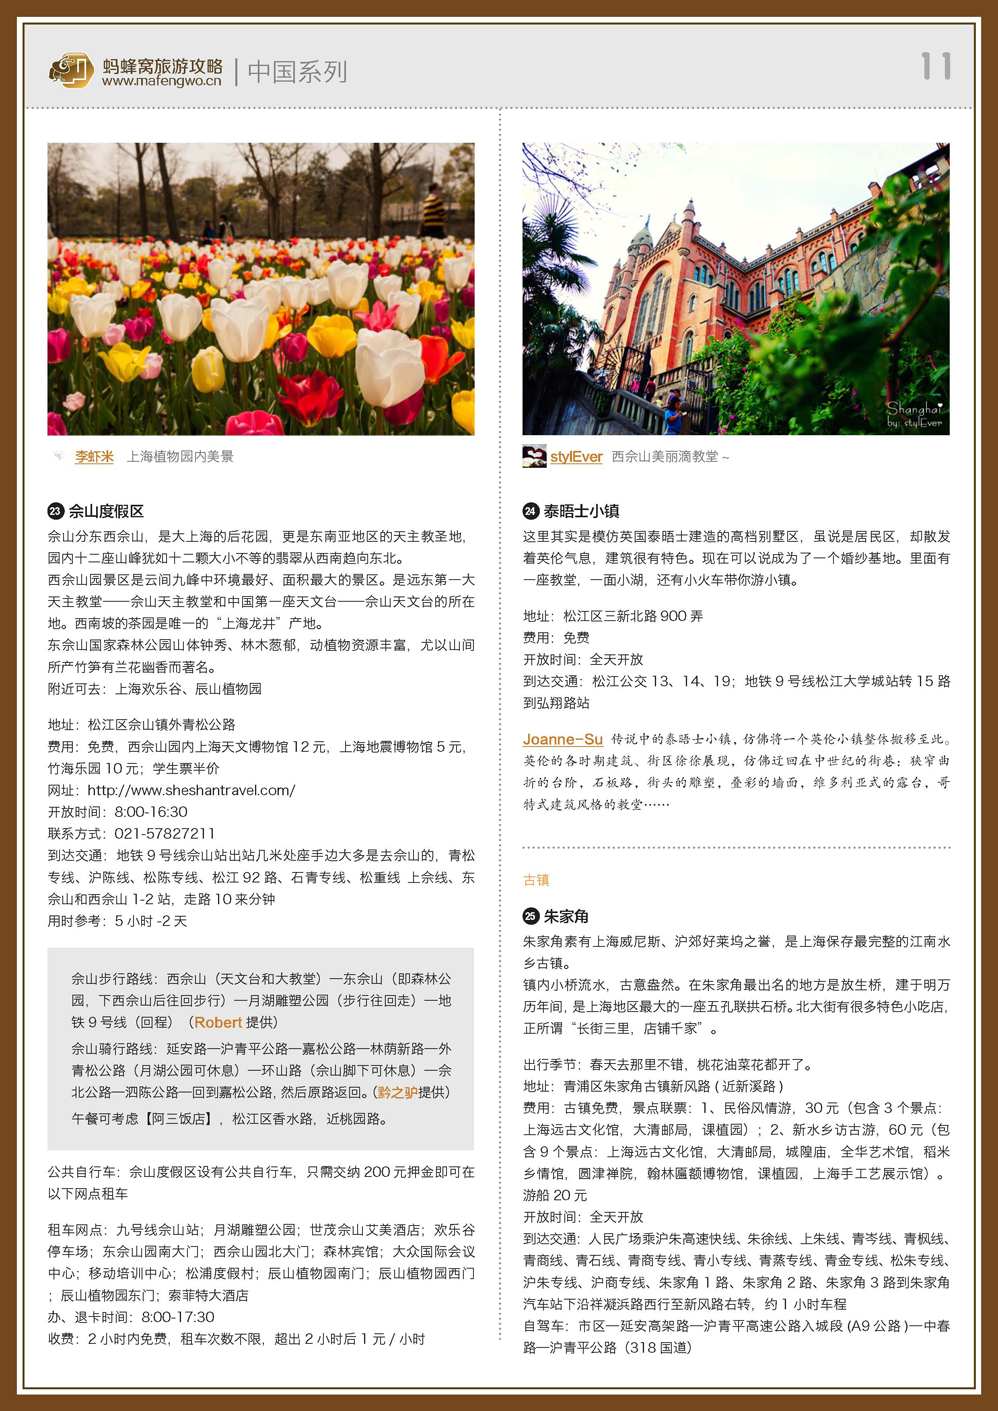 蚂蜂窝旅游攻略
www.mafengwo.cn
中国系列
11
李虾米 上海植物园内美景
23 佘山度假区
佘山分东西佘山，是大上海的后花园，更是东南亚地区的天主教圣地，
园内十二座山峰犹如十二颗大小不等的翡翠从西南趋向东北。
西佘山园景区是云间九峰中环境最好、面积最大的景区。是远东第一大
天主教堂——佘山天主教堂和中国第一座天文台——佘山天文台的所在
地。西南坡的茶园是唯一的“上海龙井”产地。
东佘山国家森林公园山体钟秀、林木葱郁，动植物资源丰富，尤以山间
所产竹笋有兰花幽香而著名。
附近可去：上海欢乐谷、辰山植物园
地址：松江区佘山镇外青松公路
费用：免费，西佘山园内上海天文博物馆 12 元，上海地震博物馆 5 元，
竹海乐园 10 元；学生票半价
网址：http://www.sheshantravel.com/
开放时间：8:00-16:30
联系方式：021-57827211
到达交通：地铁 9 号线佘山站出站几米处座手边大多是去佘山的，青松
专线、沪陈线、松陈专线、松江 92 路、石青专线、松重线 上佘线、东
佘山和西佘山 1-2 站，走路 10 来分钟
用时参考：5 小时 -2 天
佘山步行路线：西佘山（天文台和大教堂）—东佘山（即森林公
园，下西佘山后往回步行）—月湖雕塑公园（步行往回走）—地
铁 9 号线（回程）（Robert 提供）
佘山骑行路线：延安路—沪青平公路—嘉松公路—林荫新路—外
青松公路（月湖公园可休息）—环山路（佘山脚下可休息）—佘
北公路—泗陈公路—回到嘉松公路，然后原路返回。（黔之驴提供）
午餐可考虑【阿三饭店】，松江区香水路，近桃园路。
公共自行车：佘山度假区设有公共自行车，只需交纳 200 元押金即可在
以下网点租车
租车网点：九号线佘山站；月湖雕塑公园；世茂佘山艾美酒店；欢乐谷
停车场；东佘山园南大门；西佘山园北大门；森林宾馆；大众国际会议
中心；移动培训中心；松浦度假村；辰山植物园南门；辰山植物园西门
；辰山植物园东门；索菲特大酒店
办、退卡时间：8:00-17:30
收费：2 小时内免费，租车次数不限，超出 2 小时后 1 元 / 小时
Shanghai
by: stylEver
stylEver 西佘山美丽滴教堂 ~
24 泰晤士小镇
这里其实是模仿英国泰晤士建造的高档别墅区，虽说是居民区，却散发
着英伦气息，建筑很有特色。现在可以说成为了一个婚纱基地。里面有
一座教堂，一面小湖，还有小火车带你游小镇。
地址：松江区三新北路 900 弄
费用：免费
开放时间：全天开放
到达交通：松江公交 13、14、19；地铁 9 号线松江大学城站转 15 路
到弘翔路站
Joanne-Su 传说中的泰晤士小镇，仿佛将一个英伦小镇整体搬移至此。
英伦的各时期建筑、街区徐徐展现，仿佛迂回在中世纪的街巷：狭窄曲
折的台阶，石板路，街头的雕塑，叠彩的墙面，维多利亚式的露台，哥
特式建筑风格的教堂……
古镇
25 朱家角
朱家角素有上海威尼斯、沪郊好莱坞之誉，是上海保存最完整的江南水
乡古镇。
镇内小桥流水，古意盎然。在朱家角最出名的地方是放生桥，建于明万
历年间，是上海地区最大的一座五孔联拱石桥。北大街有很多特色小吃店，
正所谓“长街三里，店铺千家”。
出行季节：春天去那里不错，桃花油菜花都开了。
地址：青浦区朱家角古镇新风路 ( 近新溪路 )
费用：古镇免费，景点联票：1、民俗风情游，30 元（包含 3 个景点：
上海远古文化馆，大清邮局，课植园）；2、新水乡访古游，60 元（包
含 9 个景点：上海远古文化馆，大清邮局，城隍庙，全华艺术馆，稻米
乡情馆，圆津禅院，翰林匾额博物馆，课植园，上海手工艺展示馆）。
游船 20 元
开放时间：全天开放
到达交通：人民广场乘沪朱高速快线、朱徐线、上朱线、青岑线、青枫线、
青商线、青石线、青商专线、青小专线、青蒸专线、青金专线、松朱专线、
沪朱专线、沪商专线、朱家角 1 路、朱家角 2 路、朱家角 3 路到朱家角
汽车站下沿祥凝浜路西行至新风路右转，约 1 小时车程
自驾车：市区—延安高架路—沪青平高速公路入城段 (A9 公路 )—中春
路—沪青平公路（318 国道）